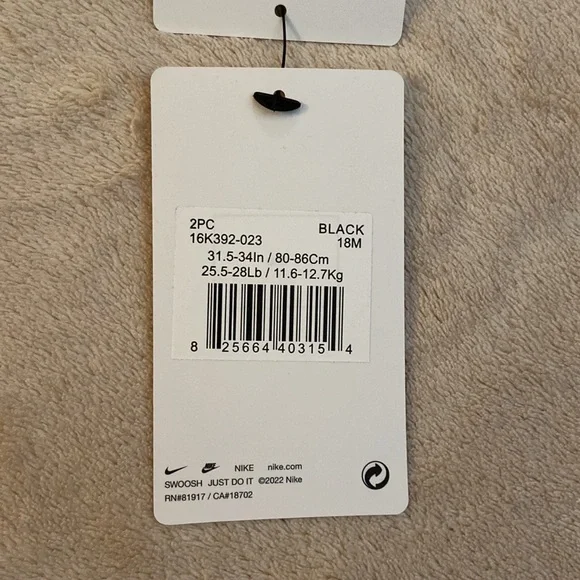 2PC BLACK
16K392-023 18M
31.5-34In / 80-86Cm
25.5-28Lb / 11.6-12.7Kg
8 25664 40315 4
NIKE nike.com
SWOOSH JUST DO IT ©2022 Nike
RN#81917 / CA#18702